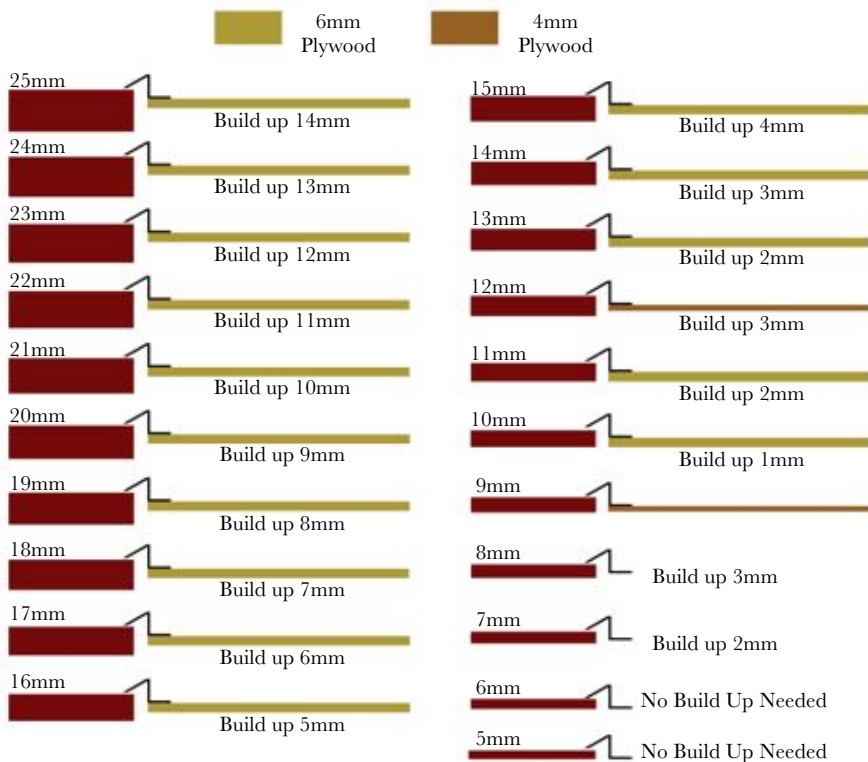 6mm
Plywood
4mm
Plywood
25mm
Build up 14mm
24mm
Build up 13mm
23mm
Build up 12mm
22mm
Build up 11mm
21mm
Build up 10mm
20mm
Build up 9mm
19mm
Build up 8mm
18mm
Build up 7mm
17mm
Build up 6mm
16mm
Build up 5mm
15mm
Build up 4mm
14mm
Build up 3mm
13mm
Build up 2mm
12mm
Build up 3mm
11mm
Build up 2mm
10mm
Build up 1mm
9mm
8mm
Build up 3mm
7mm
Build up 2mm
6mm
No Build Up Needed
5mm
No Build Up Needed